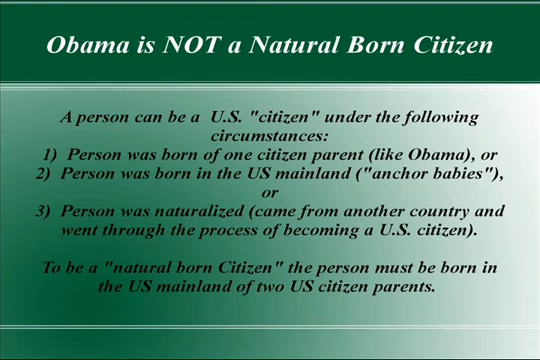 Obama is NOT a Natural Born Citizen
A person can be a U.S. "citizen" under the following
circumstances:
1) Person was born of one citizen parent (like Obama), or
2) Person was born in the US mainland ("anchor babies"),
or
3) Person was naturalized (came from another country and
went through the process of becoming a U.S. citizen).
To be a "natural born Citizen" the person must be born in
the US mainland of two US citizen parents.